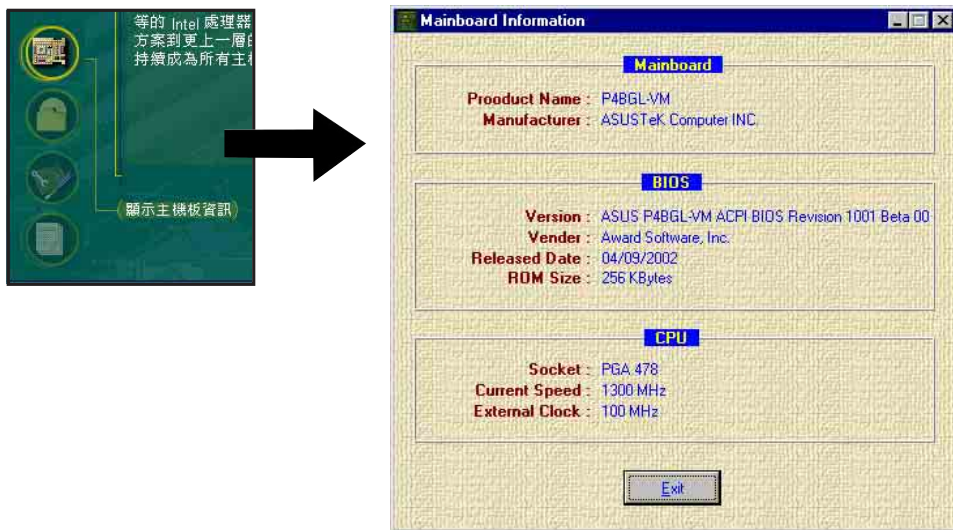 等的 Intel 處理器
方案到更上一層
持續成為所有主
顯示主機板資訊
Mainboard Information
Mainboard
Prooduct Name : P4BGL-VM
Manufacturer : ASUSTeK Computer INC.
BIOS
Version : ASUS P4BGL-VM ACPI BIOS Revision 1001 Beta 00
Vender : Award Software, Inc.
Released Date : 04/09/2002
ROM Size : 256 KBytes
CPU
Socket : PGA 478
Current Speed : 1300 MHz
External Clock : 100 MHz
Exit